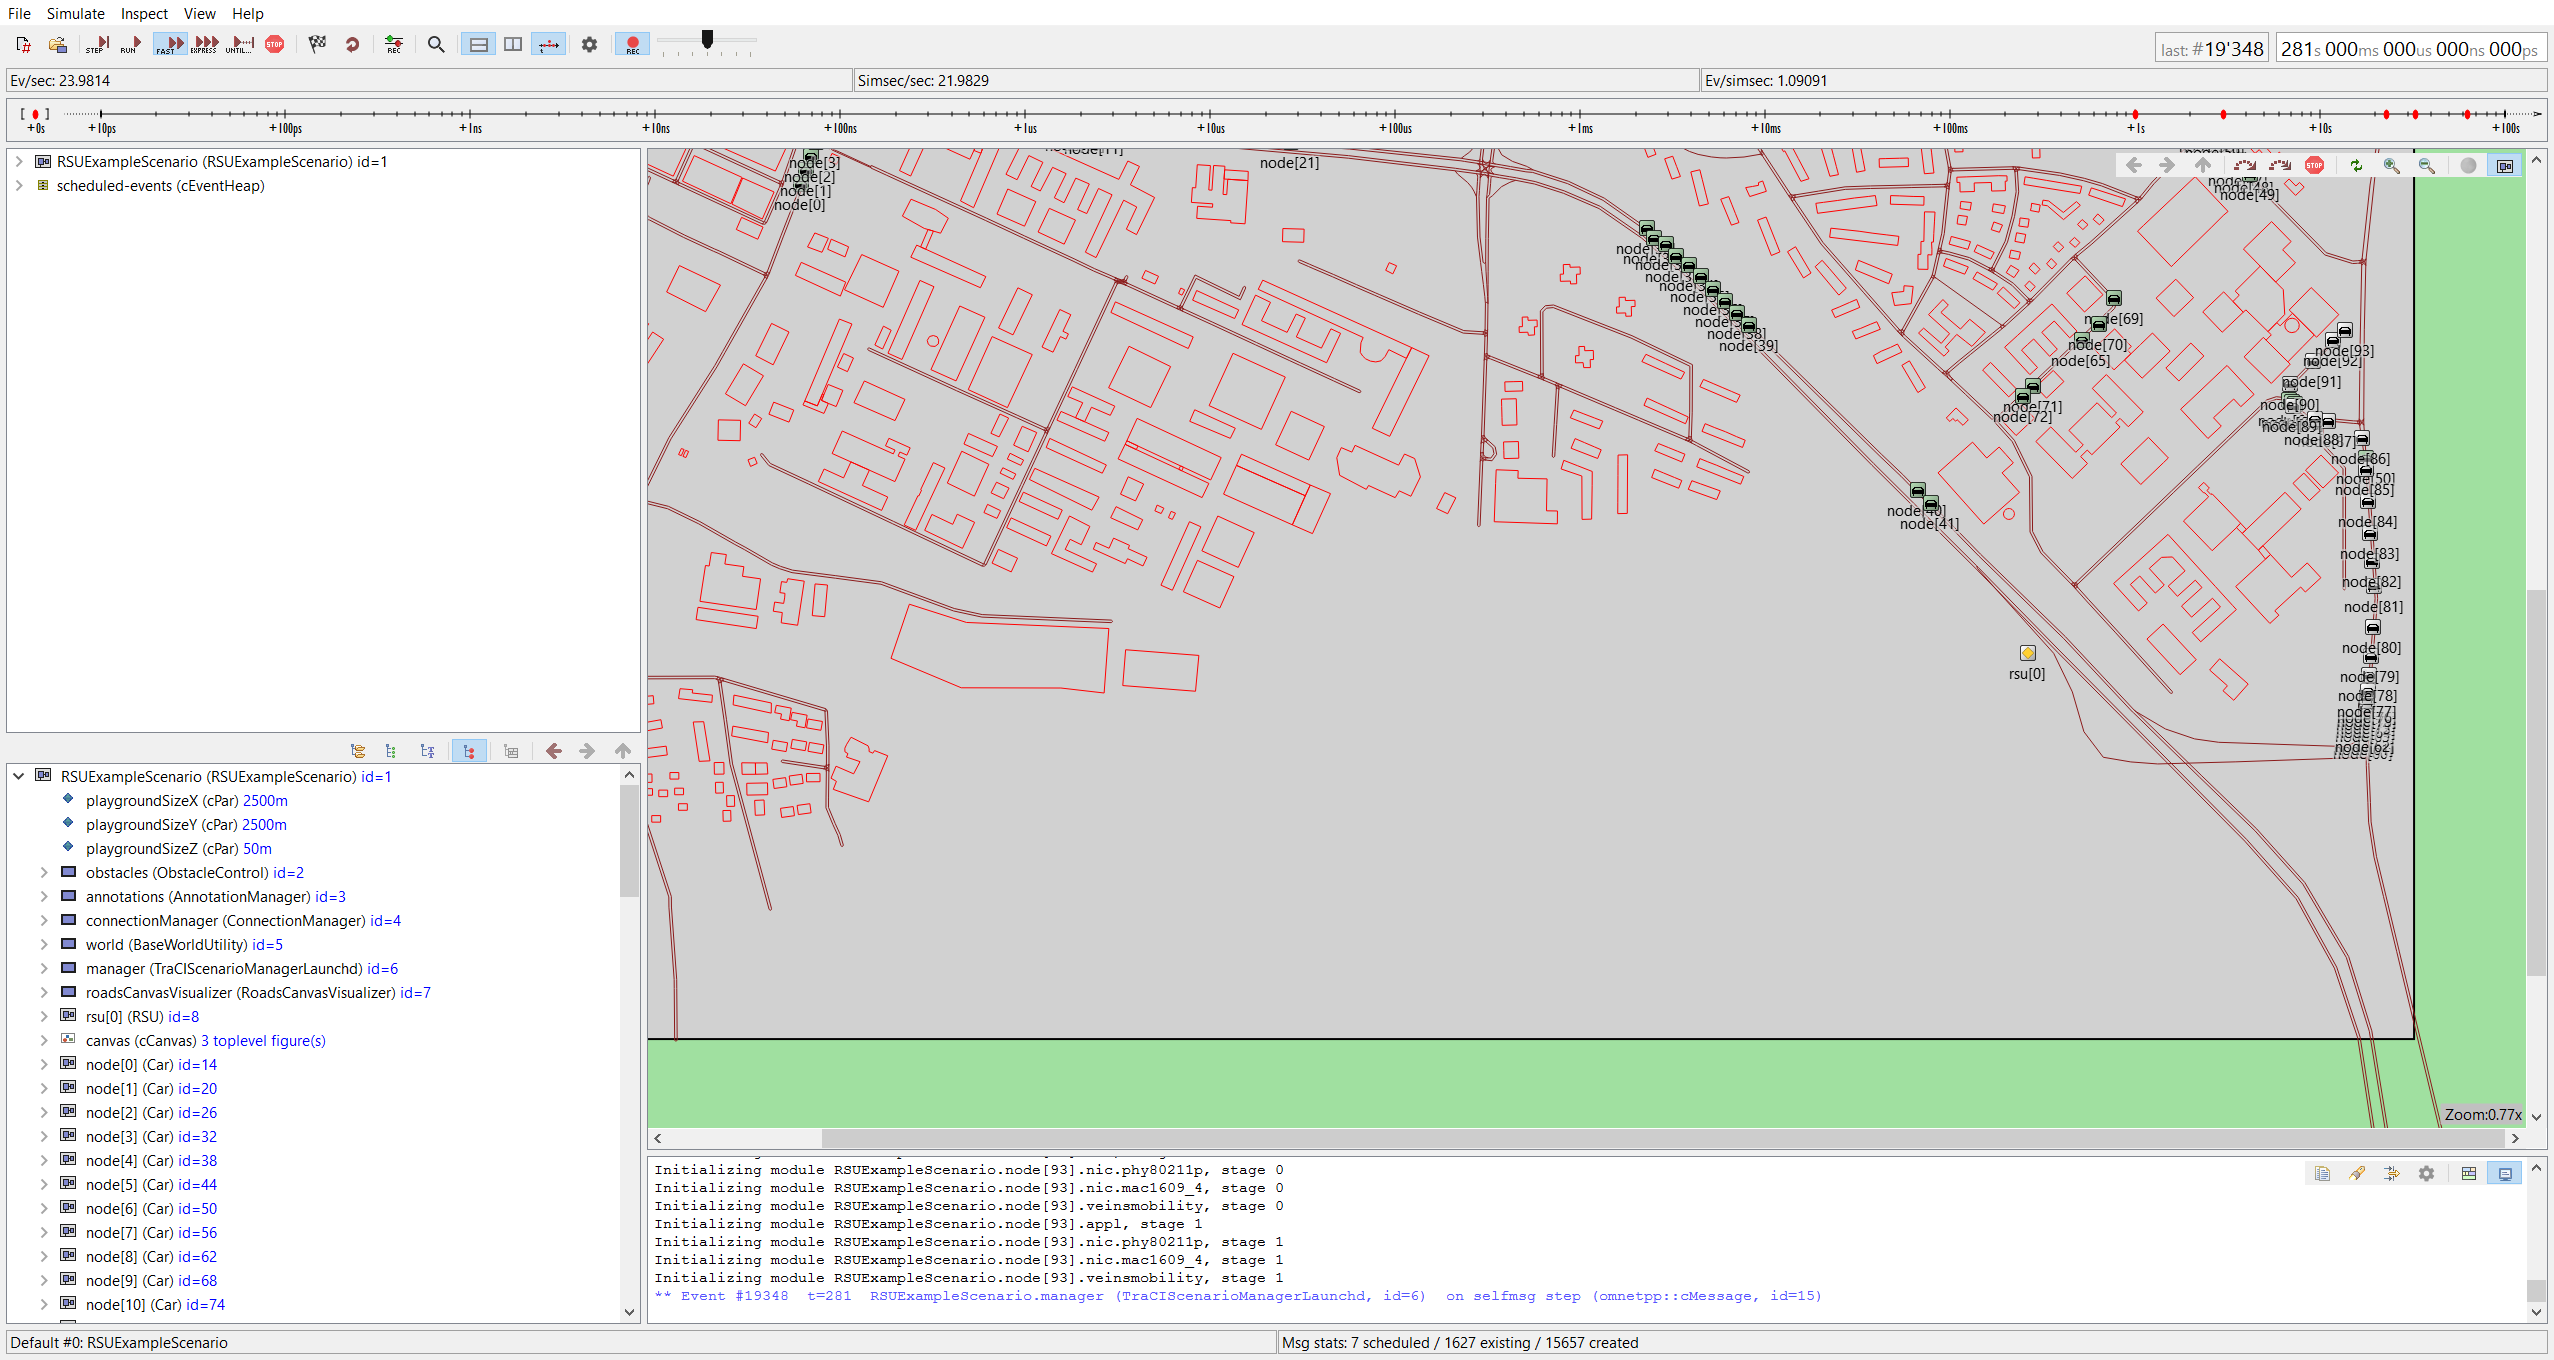 File Simulate Inspect View Help
STEP RUN FAST EXPRESS UNTIL... STOP REC REC
last: #19'348 281s 000ms 000us 000ns 000ps
Ev/sec: 23.9814 Simsec/sec: 21.9829 Ev/simsec: 1.09091
+0s +10ps +100ps +1ns +10ns +100ns +1us +10us +100us +1ms +10ms +100ms +1s +10s +100s
RSUExampleScenario (RSUExampleScenario) id=1
scheduled-events (cEventHeap)
RSUExampleScenario (RSUExampleScenario) id=1
playgroundSizeX (cPar) 2500m
playgroundSizeY (cPar) 2500m
playgroundSizeZ (cPar) 50m
obstacles (ObstacleControl) id=2
annotations (AnnotationManager) id=3
connectionManager (ConnectionManager) id=4
world (BaseWorldUtility) id=5
manager (TraCIScenarioManagerLaunchd) id=6
roadsCanvasVisualizer (RoadsCanvasVisualizer) id=7
rsu[0] (RSU) id=8
canvas (cCanvas) 3 toplevel figure(s)
node[0] (Car) id=14
node[1] (Car) id=20
node[2] (Car) id=26
node[3] (Car) id=32
node[4] (Car) id=38
node[5] (Car) id=44
node[6] (Car) id=50
node[7] (Car) id=56
node[8] (Car) id=62
node[9] (Car) id=68
node[10] (Car) id=74
node[3]
node[2]
node[1]
node[0]
node[21]
STOP
node[49]
node[39]
node[69]
node[70]
node[65]
node[71]
node[72]
node[93]
node[92]
node[91]
node[90]
node[89]
node[88]
node[86]
node[50]
node[85]
node[84]
node[83]
node[82]
node[81]
node[80]
node[79]
node[78]
node[77]
node[62]
node[40]
node[41]
rsu[0]
Zoom:0.77x
Initializing module RSUExampleScenario.node[93].nic.phy80211p, stage 0
Initializing module RSUExampleScenario.node[93].nic.mac1609_4, stage 0
Initializing module RSUExampleScenario.node[93].veinsmobility, stage 0
Initializing module RSUExampleScenario.node[93].appl, stage 1
Initializing module RSUExampleScenario.node[93].nic.phy80211p, stage 1
Initializing module RSUExampleScenario.node[93].nic.mac1609_4, stage 1
Initializing module RSUExampleScenario.node[93].veinsmobility, stage 1
** Event #19348 t=281 RSUExampleScenario.manager (TraCIScenarioManagerLaunchd, id=6) on selfmsg step (omnetpp::cMessage, id=15)
Default #0: RSUExampleScenario
Msg stats: 7 scheduled / 1627 existing / 15657 created